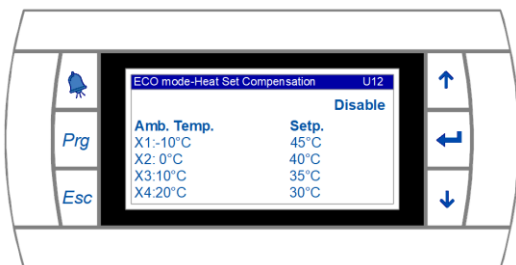 ECO mode-Heat Set Compensation U12
Disable
Amb. Temp. Setp.
X1:-10°C 45°C
X2: 0°C 40°C
X3:10°C 35°C
X4:20°C 30°C
Prg
Esc